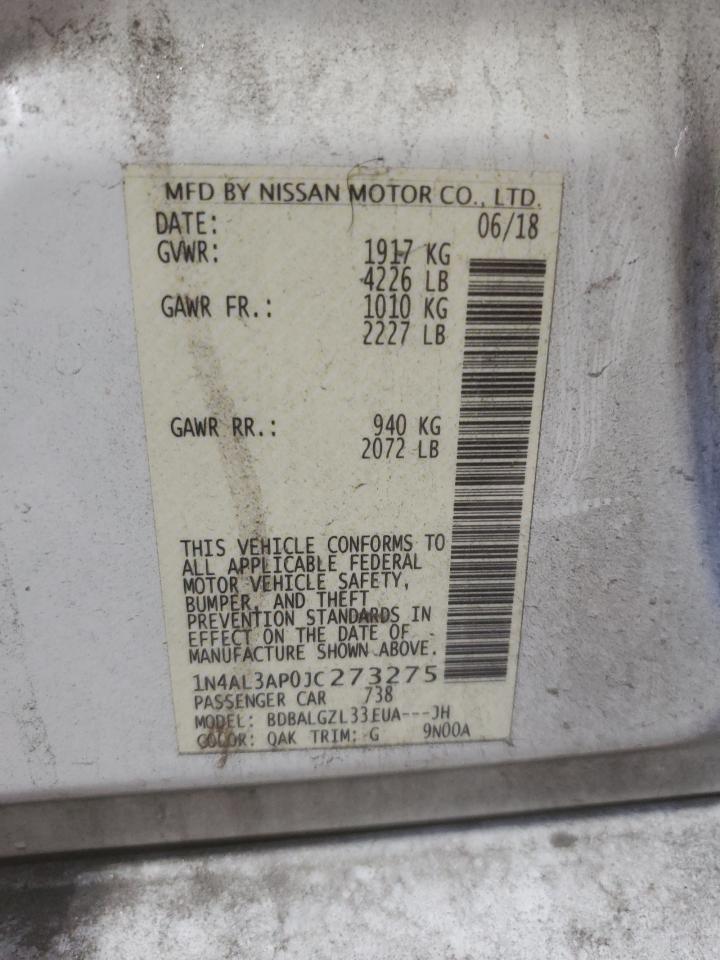 MFD BY NISSAN MOTOR CO., LTD.
DATE: 06/18
GVWR: 1917 KG
4226 LB
GAWR FR.: 1010 KG
2227 LB
GAWR RR.: 940 KG
2072 LB
THIS VEHICLE CONFORMS TO
ALL APPLICABLE FEDERAL
MOTOR VEHICLE SAFETY,
BUMPER, AND THEFT
PREVENTION STANDARDS IN
EFFECT ON THE DATE OF
MANUFACTURE SHOWN ABOVE.
1N4AL3AP0JC273275
PASSENGER CAR 738
MODEL: BDBALGZL33EUA---JH
COLOR: QAK TRIM: G 9N00A